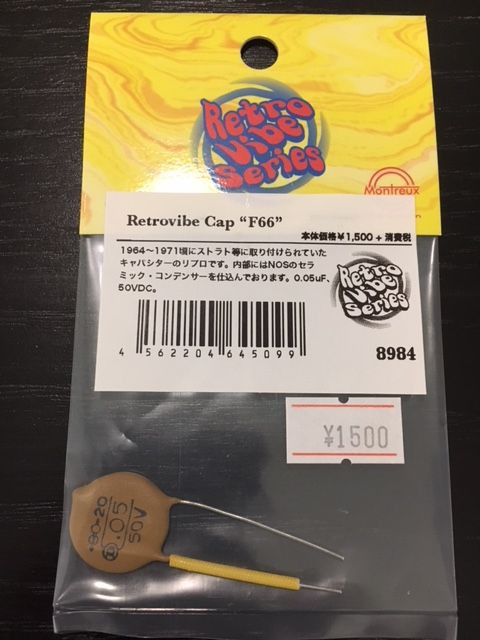 Retro
Vibe
Series
Montreux
Retrovibe Cap “F66”
本体価格¥1,500 + 消費税
1964〜1971頃にストラト等に取り付けられていた
キャパシターのリプロです。内部にはNOSのセラ
ミック・コンデンサーを仕込んでおります。0.05uF、
50VDC。
Retro
Vibe
Series
4 562204 645099
8984
¥1500
+80-20
.05
50V